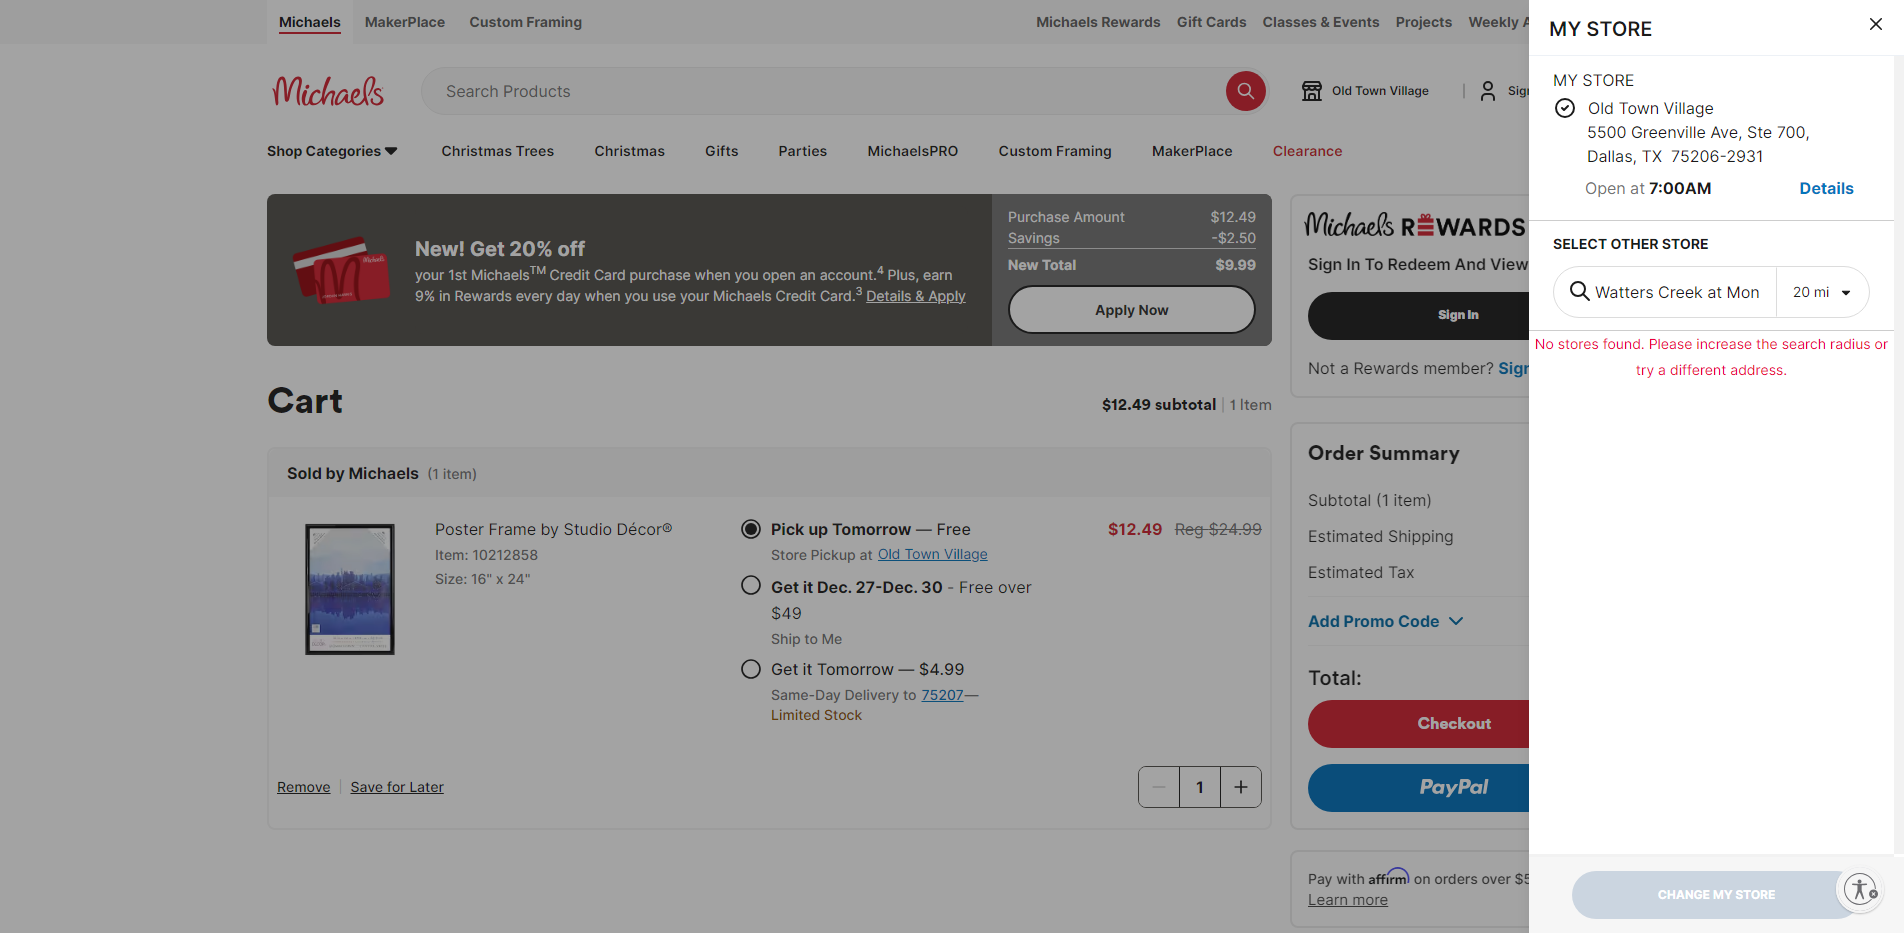 Michaels
MakerPlace
Custom Framing
Michaels Rewards
Gift Cards
Classes & Events
Projects
Weekly A
Michaels
Search Products
Old Town Village
Sign
Shop Categories
Christmas Trees
Christmas
Gifts
Parties
MichaelsPRO
Custom Framing
MakerPlace
Clearance
New! Get 20% off
your 1st Michaels™ Credit Card purchase when you open an account.⁴ Plus, earn
9% in Rewards every day when you use your Michaels Credit Card.³ Details & Apply
Purchase Amount $12.49
Savings -$2.50
New Total $9.99
Apply Now
Michaels REWARDS
Sign In To Redeem And View
Sign In
Not a Rewards member? Sign
Cart
$12.49 subtotal | 1 Item
Sold by Michaels (1 item)
Poster Frame by Studio Décor®
Item: 10212858
Size: 16" x 24"
Pick up Tomorrow — Free
Store Pickup at Old Town Village
Get it Dec. 27-Dec. 30 - Free over
$49
Ship to Me
Get it Tomorrow — $4.99
Same-Day Delivery to 75207—
Limited Stock
$12.49 Reg $24.99
Remove
Save for Later
1
Order Summary
Subtotal (1 item)
Estimated Shipping
Estimated Tax
Add Promo Code
Total:
Checkout
PayPal
Pay with affirm on orders over $5
Learn more
MY STORE
MY STORE
Old Town Village
5500 Greenville Ave, Ste 700,
Dallas, TX 75206-2931
Open at 7:00AM
Details
SELECT OTHER STORE
Watters Creek at Mon
20 mi
No stores found. Please increase the search radius or
try a different address.
CHANGE MY STORE